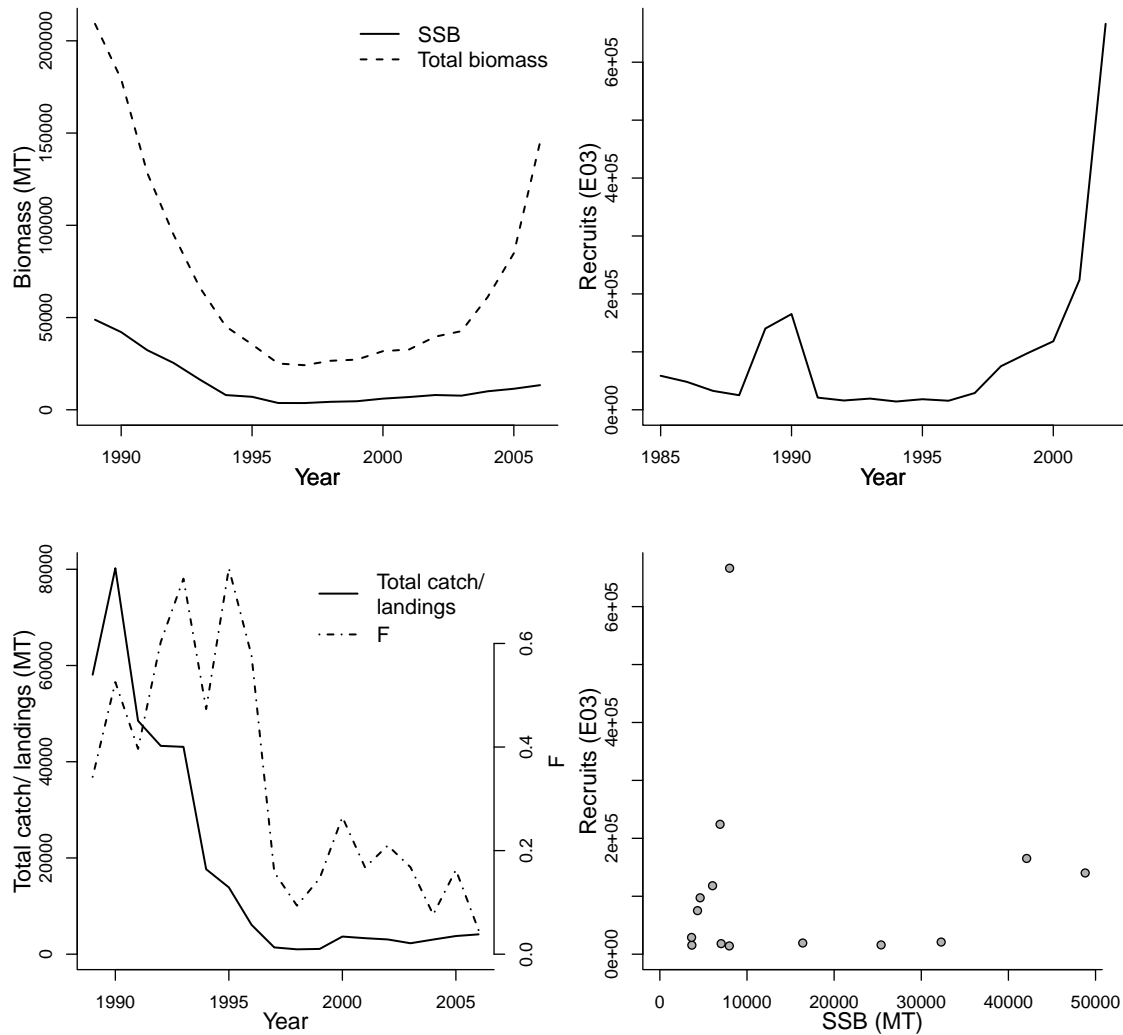 SSB
Total biomass
Biomass (MT)
0
50000
100000
150000
200000
1990
1995
2000
2005
Year
Recruits (E03)
0e+00
2e+05
4e+05
6e+05
1985
1990
1995
2000
Year
Total catch/
landings
F
Total catch/ landings (MT)
0
20000
40000
60000
80000
0.0
0.2
0.4
0.6
F
1990
1995
2000
2005
Year
Recruits (E03)
0e+00
2e+05
4e+05
6e+05
0
10000
20000
30000
40000
50000
SSB (MT)